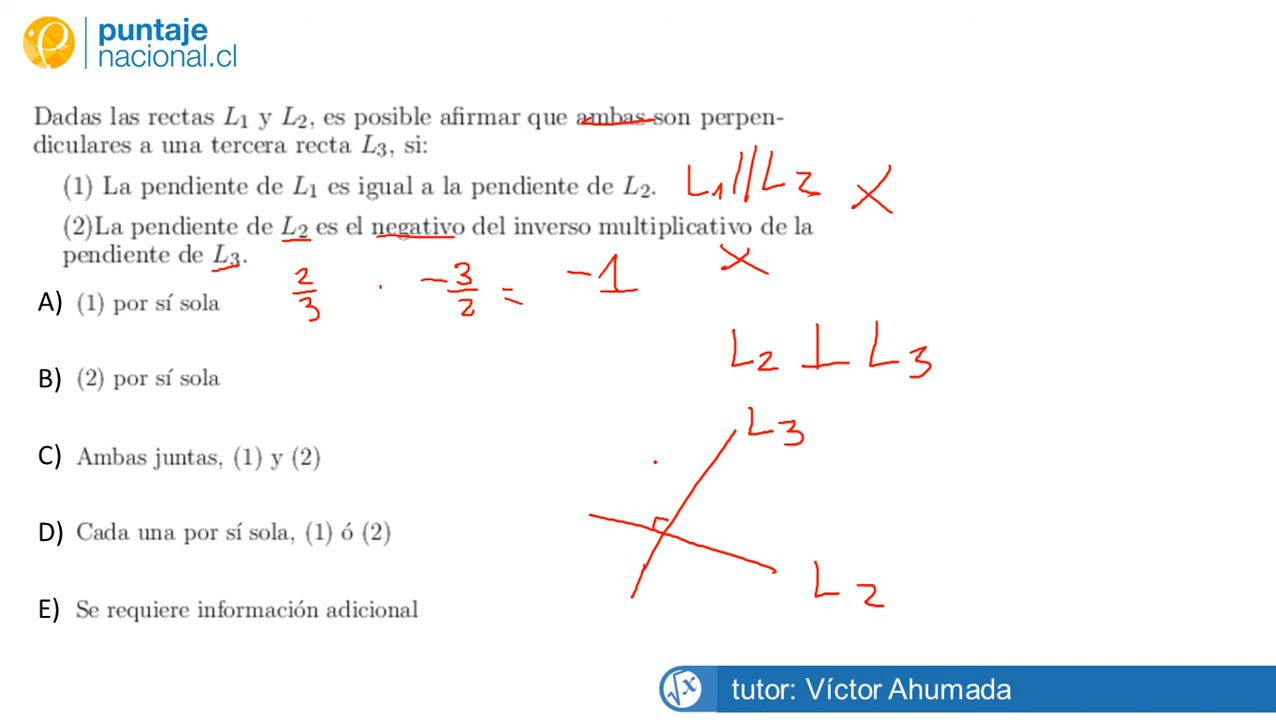 puntaje
nacional.cl
Dadas las rectas L₁ y L₂, es posible afirmar que ambas son perpen-
diculares a una tercera recta L₃, si:
(1) La pendiente de L₁ es igual a la pendiente de L₂. L1//L2 X
(2)La pendiente de L₂ es el negativo del inverso multiplicativo de la
pendiente de L₃. X
2/3 · -3/2 = -1
A) (1) por sí sola
L2 ⊥ L3
B) (2) por sí sola
L3
C) Ambas juntas, (1) y (2)
D) Cada una por sí sola, (1) ó (2)
L2
E) Se requiere información adicional
√x tutor: Víctor Ahumada